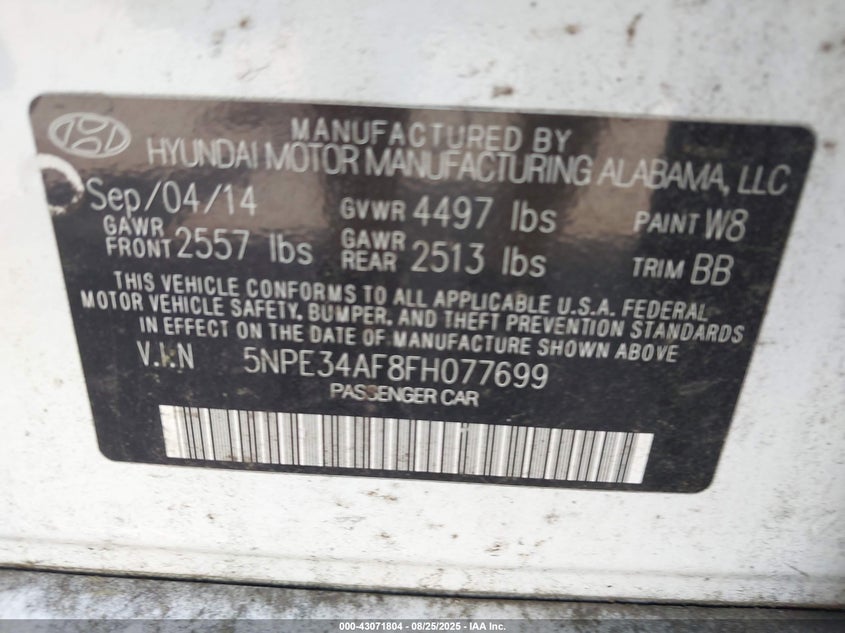 MANUFACTURED BY
HYUNDAI MOTOR MANUFACTURING ALABAMA, LLC
Sep/04/14 GVWR 4497 lbs PAINT W8
GAWR FRONT 2557 lbs GAWR REAR 2513 lbs TRIM BB
THIS VEHICLE CONFORMS TO ALL APPLICABLE U.S.A. FEDERAL
MOTOR VEHICLE SAFETY, BUMPER, AND THEFT PREVENTION STANDARDS
IN EFFECT ON THE DATE OF MANUFACTURE SHOWN ABOVE
V.I.N 5NPE34AF8FH077699
PASSENGER CAR
000-43071804 | 08/25/2025 - IAA Inc.